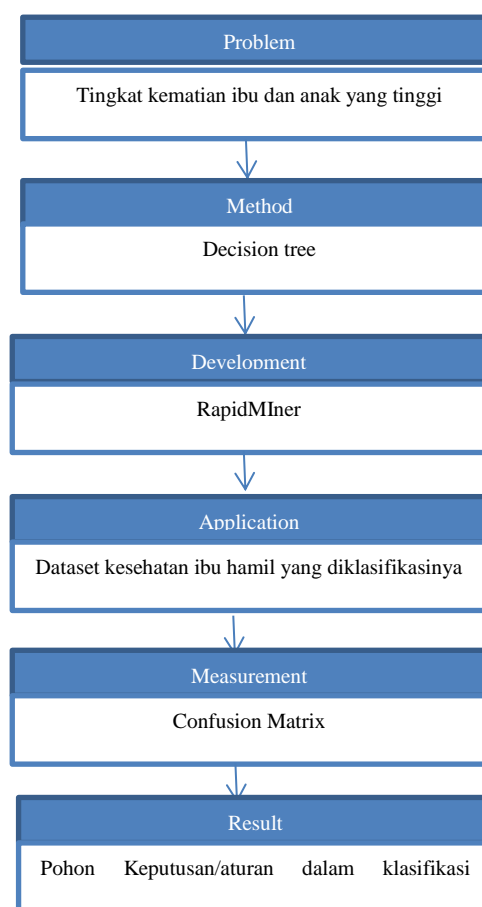 Problem
Tingkat kematian ibu dan anak yang tinggi
Method
Decision tree
Development
RapidMIner
Application
Dataset kesehatan ibu hamil yang diklasifikasinya
Measurement
Confusion Matrix
Result
Pohon Keputusan/aturan dalam klasifikasi